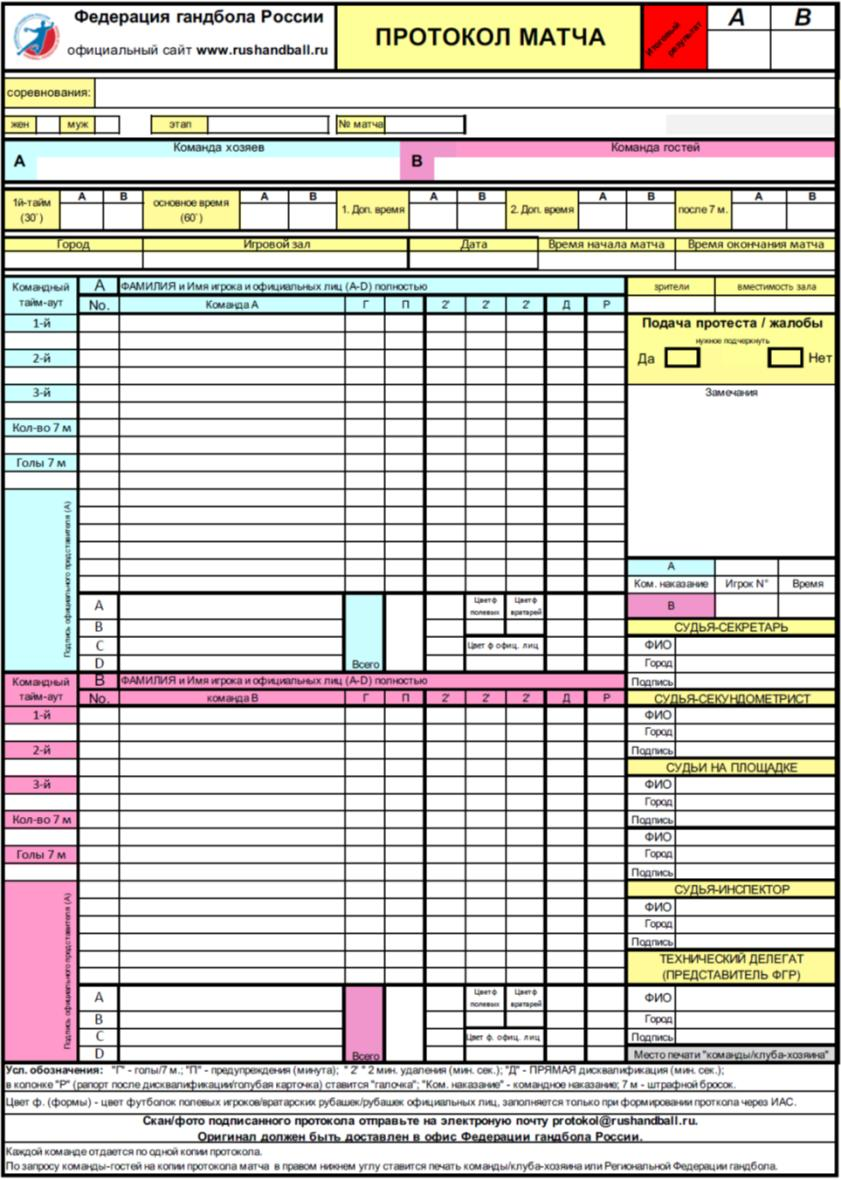 Федерация гандбола России
официальный сайт www.rushandball.ru
ПРОТОКОЛ МАТЧА
Итоговый результат
A B
соревнования:
жен муж этап № матча
A Команда хозяев B Команда гостей
1й-тайм (30`) A B основное время (60`) A B 1. Доп. время A B 2. Доп. время A B после 7 м. A B
Город Игровой зал Дата Время начала матча Время окончания матча
Командный тайм-аут
A ФАМИЛИЯ и Имя игрока и официальных лиц (A-D) полностью
No. Команда А Г П 2' 2' 2' Д Р
1-й
2-й
3-й
Кол-во 7 м
Голы 7 м
Подпись официального представителя (А)
A
B
C
D
Всего
Цвет ф полевых
Цвет ф вратарей
Цвет ф офиц. лиц
зрители вместимость зала
Подача протеста / жалобы
нужное подчеркнуть
Да Нет
Замечания
A
Ком. наказание Игрок N° Время
B
СУДЬЯ-СЕКРЕТАРЬ
ФИО
Город
Подпись
Командный тайм-аут
B ФАМИЛИЯ и Имя игрока и официальных лиц (A-D) полностью
No. команда В Г П 2' 2' 2' Д Р
1-й
2-й
3-й
Кол-во 7 м
Голы 7 м
Подпись официального представителя (А)
A
B
C
D
Всего
Цвет ф полевых
Цвет ф вратарей
Цвет ф. офиц. лиц
СУДЬЯ-СЕКУНДОМЕТРИСТ
ФИО
Город
Подпись
СУДЬИ НА ПЛОЩАДКЕ
ФИО
Город
Подпись
ФИО
Город
Подпись
СУДЬЯ-ИНСПЕКТОР
ФИО
Город
Подпись
ТЕХНИЧЕСКИЙ ДЕЛЕГАТ
(ПРЕДСТАВИТЕЛЬ ФГР)
ФИО
Город
Подпись
Место печати "команды/клуба-хозяина"
Усл. обозначения: "Г" - голы/7 м.; "П" - предупреждения (минута); " 2' " 2 мин. удаления (мин. сек.); "Д" - ПРЯМАЯ дисквалификация (мин. сек.);
в колонке "Р" (рапорт после дисквалификации/голубая карточка) ставится "галочка"; "Ком. наказание" - командное наказание; 7 м - штрафной бросок.
Цвет ф. (формы) - цвет футболок полевых игроков/вратарских рубашек/рубашек официальных лиц, заполняется только при формировании проткола через ИАС.
Скан/фото подписанного протокола отправьте на электроную почту protokol@rushandball.ru.
Оригинал должен быть доставлен в офис Федерации гандбола России.
Каждой команде отдается по одной копии протокола.
По запросу команды-гостей на копии протокола матча в правом нижнем углу ставится печать команды/клуба-хозяина или Региональной Федерации гандбола.